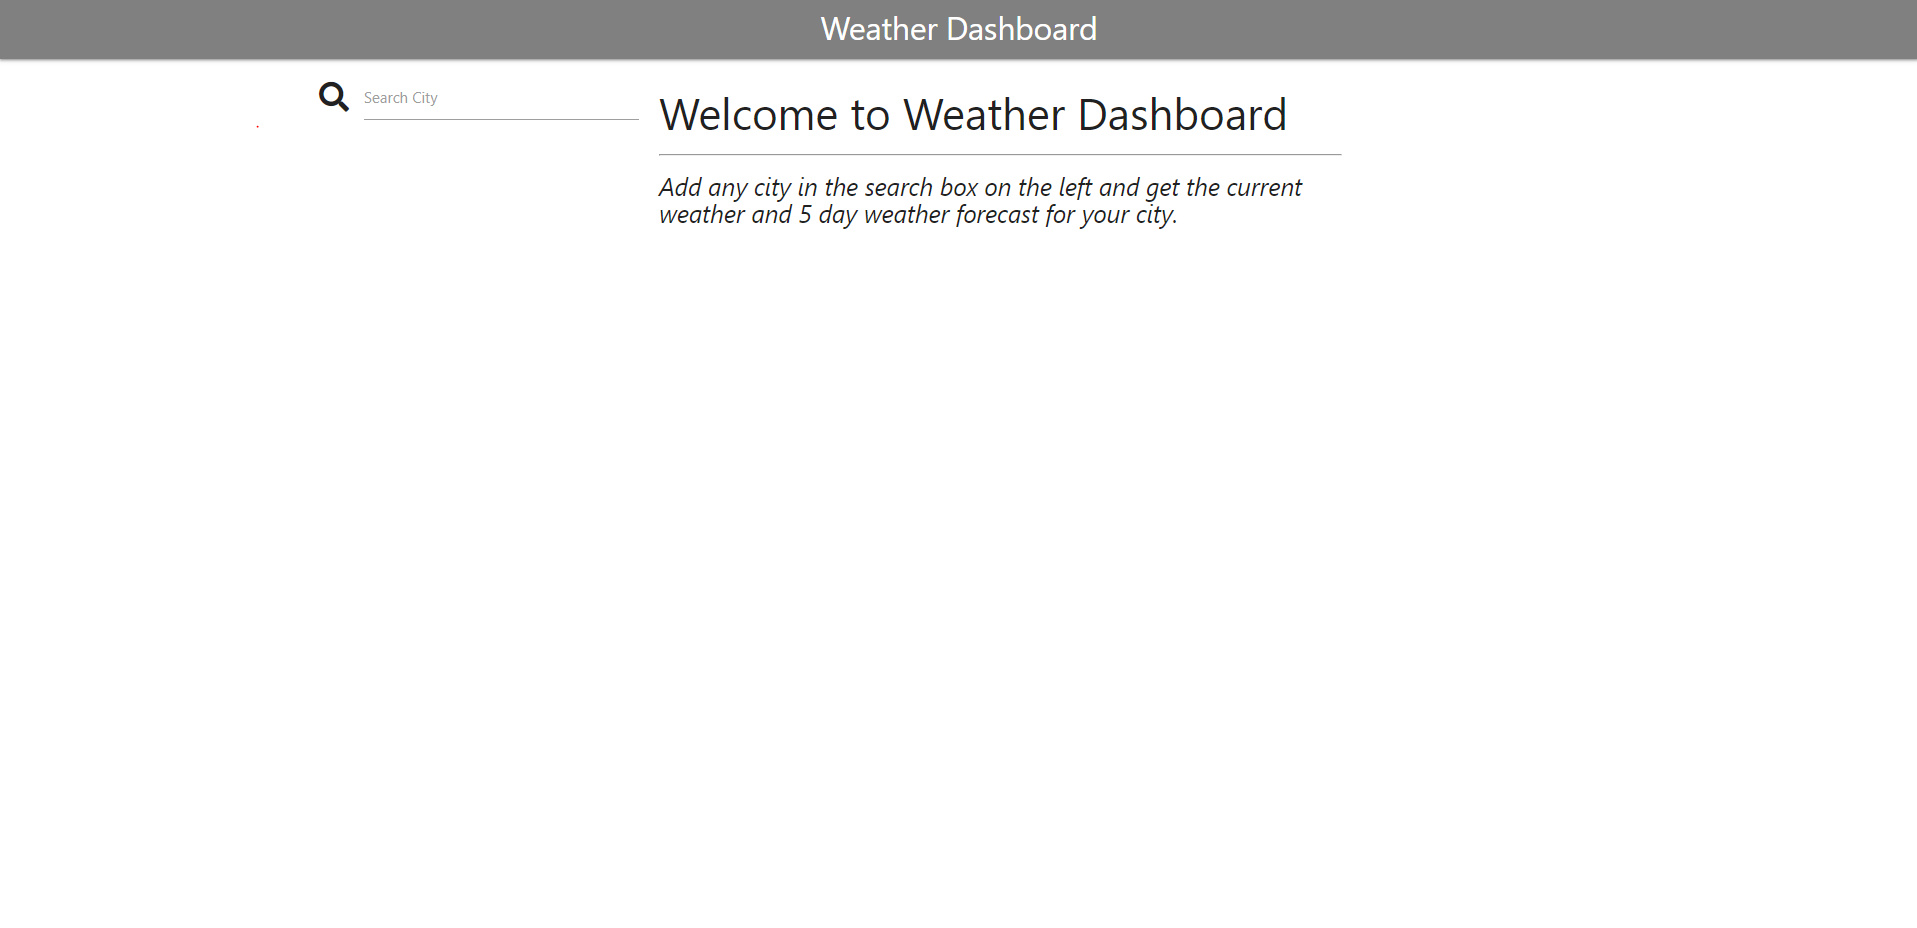 Weather Dashboard
Search City
Welcome to Weather Dashboard
Add any city in the search box on the left and get the current
weather and 5 day weather forecast for your city.